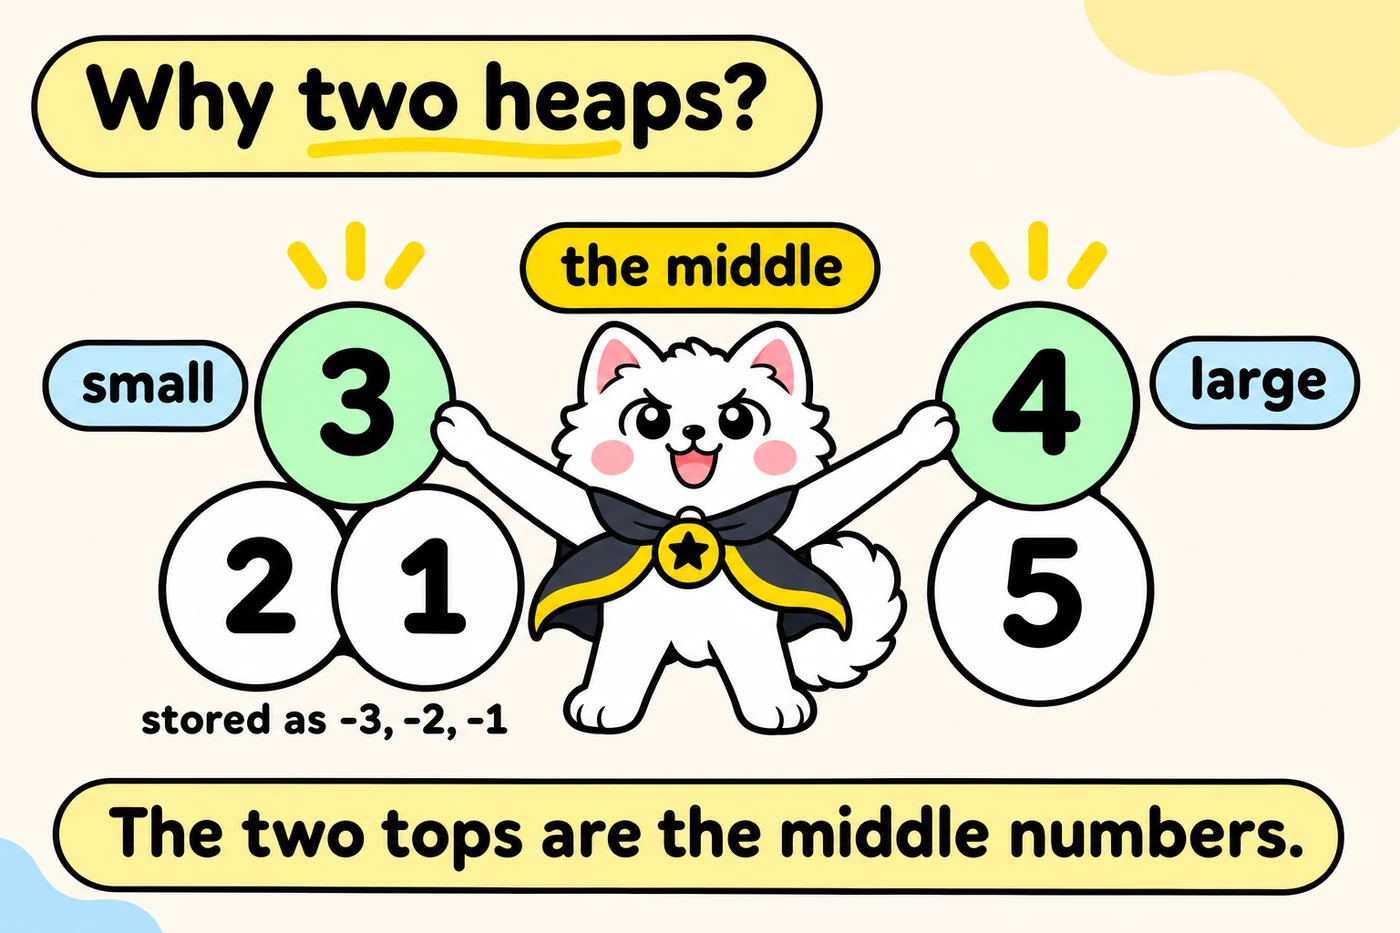 Why two heaps?
the middle
small
3
4
large
2
1
5
stored as -3, -2, -1
The two tops are the middle numbers.